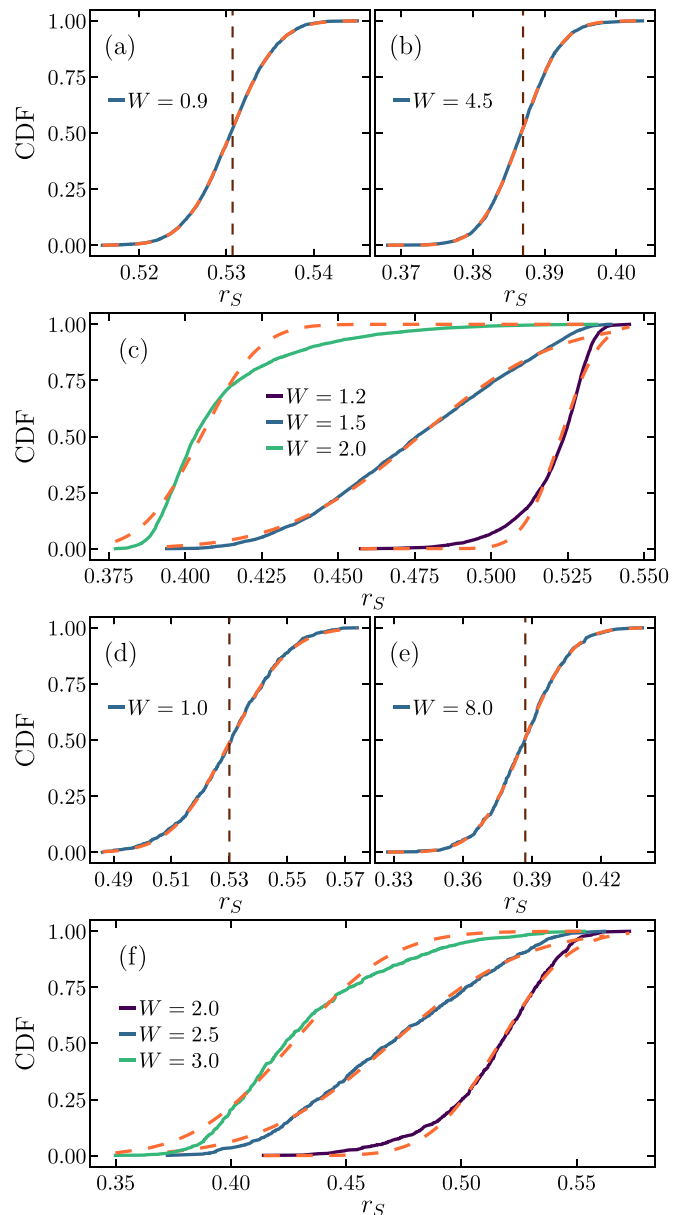 (a)
W = 0.9
CDF
1.00
0.75
0.50
0.25
0.00
0.52 0.53 0.54
r_S
(b)
W = 4.5
0.37 0.38 0.39 0.40
r_S
(c)
W = 1.2
W = 1.5
W = 2.0
CDF
1.00
0.75
0.50
0.25
0.00
0.375 0.400 0.425 0.450 0.475 0.500 0.525 0.550
r_S
(d)
W = 1.0
CDF
1.00
0.75
0.50
0.25
0.00
0.49 0.51 0.53 0.55 0.57
r_S
(e)
W = 8.0
0.33 0.36 0.39 0.42
r_S
(f)
W = 2.0
W = 2.5
W = 3.0
CDF
1.00
0.75
0.50
0.25
0.00
0.35 0.40 0.45 0.50 0.55
r_S